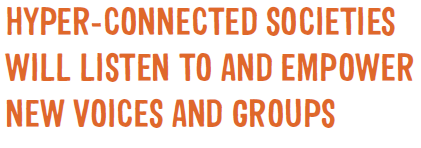 HYPER-CONNECTED SOCIETIES
WILL LISTEN TO AND EMPOWER
NEW VOICES AND GROUPS